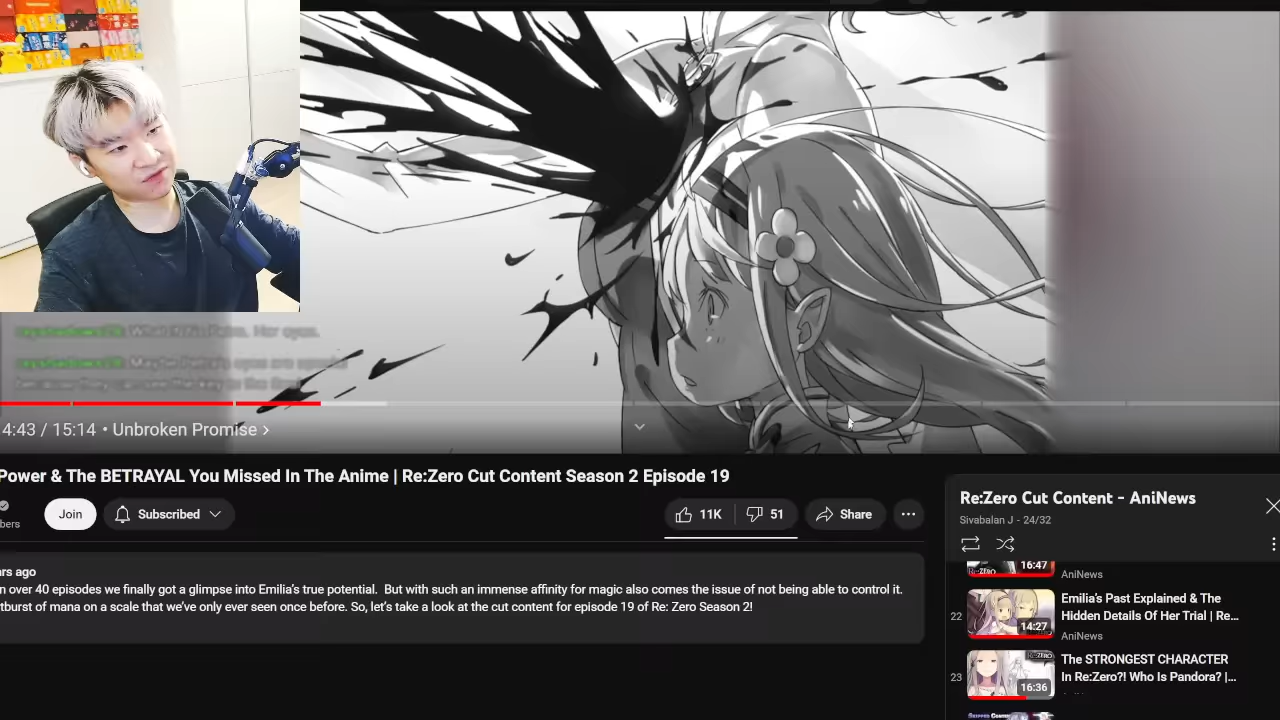 4:43 / 15:14 • Unbroken Promise >
Power & The BETRAYAL You Missed In The Anime | Re:Zero Cut Content Season 2 Episode 19
bers
Join
Subscribed
11K
51
Share
ars ago
n over 40 episodes we finally got a glimpse into Emilia's true potential. But with such an immense affinity for magic also comes the issue of not being able to control it.
tburst of mana on a scale that we've only ever seen once before. So, let's take a look at the cut content for episode 19 of Re: Zero Season 2!
Re:Zero Cut Content - AniNews
Sivabalan J - 24/32
16:47
AniNews
22
14:27
Emilia's Past Explained & The
Hidden Details Of Her Trial | Re...
AniNews
23
16:36
The STRONGEST CHARACTER
In Re:Zero?! Who Is Pandora? |...